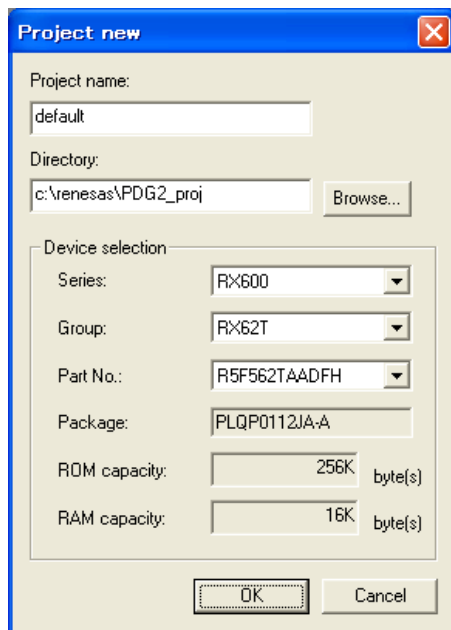 Project new
Project name:
default
Directory:
c:\renesas\PDG2_proj
Browse...
Device selection
Series:
RX600
Group:
RX62T
Part No.:
R5F562TAADFH
Package:
PLQP0112JA-A
ROM capacity:
256K
byte(s)
RAM capacity:
16K
byte(s)
OK
Cancel